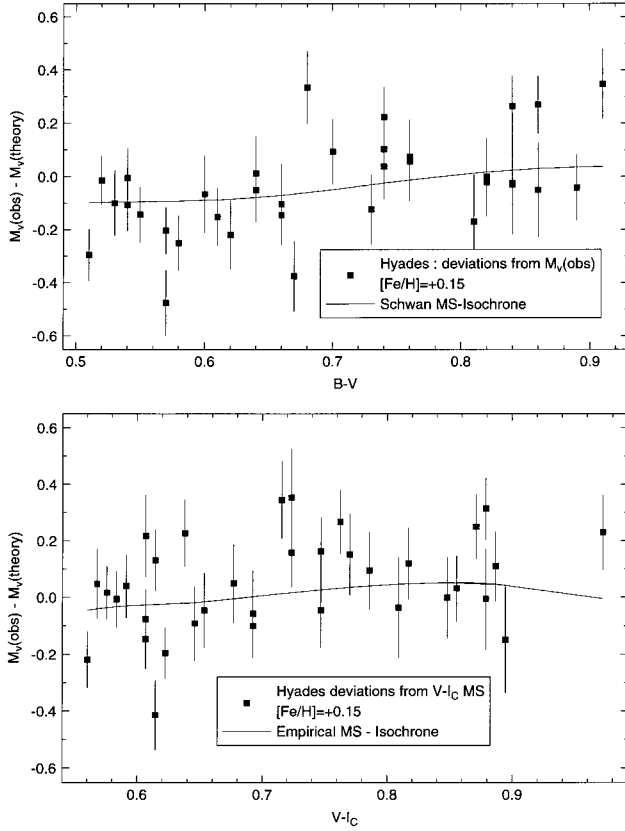 0.6
0.4
0.2
0.0
-0.2
-0.4
-0.6
Mv(obs) - Mv(theory)
Hyades : deviations from Mv(obs)
[Fe/H]=+0.15
Schwan MS-Isochrone
0.5 0.6 0.7 0.8 0.9
B-V
0.6
0.4
0.2
0.0
-0.2
-0.4
-0.6
Mv(obs) - Mv(theory)
Hyades deviations from V-IC MS
[Fe/H]=+0.15
Empirical MS - Isochrone
0.6 0.7 0.8 0.9
V-IC